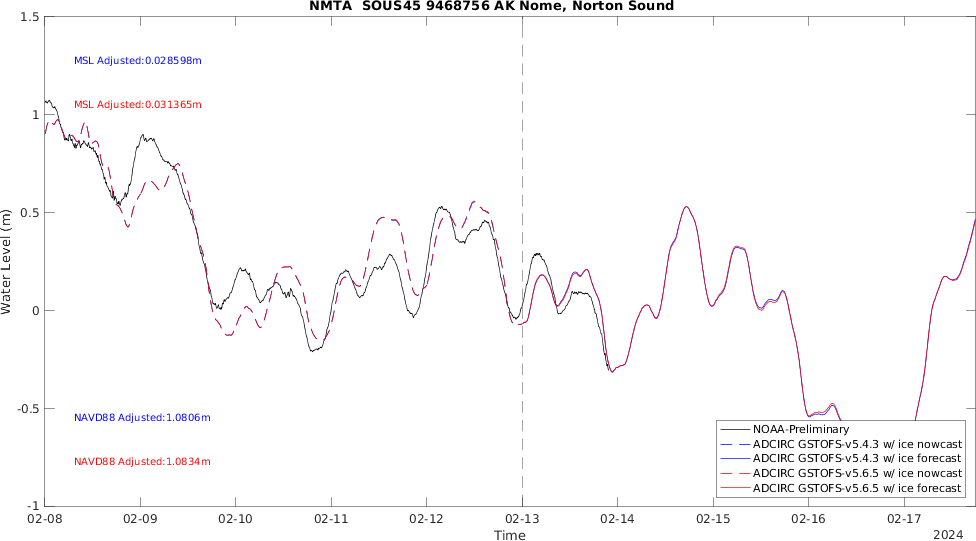 NMTA SOUS45 9468756 AK Nome, Norton Sound
1.5
MSL Adjusted:0.028598m
1
MSL Adjusted:0.031365m
0.5
Water Level (m)
0
-0.5
NAVD88 Adjusted:1.0806m
NAVD88 Adjusted:1.0834m
NOAA-Preliminary
ADCIRC GSTOFS-v5.4.3 w/ ice nowcast
ADCIRC GSTOFS-v5.4.3 w/ ice forecast
ADCIRC GSTOFS-v5.6.5 w/ ice nowcast
ADCIRC GSTOFS-v5.6.5 w/ ice forecast
-1
02-08 02-09 02-10 02-11 02-12 02-13 02-14 02-15 02-16 02-17
Time
2024